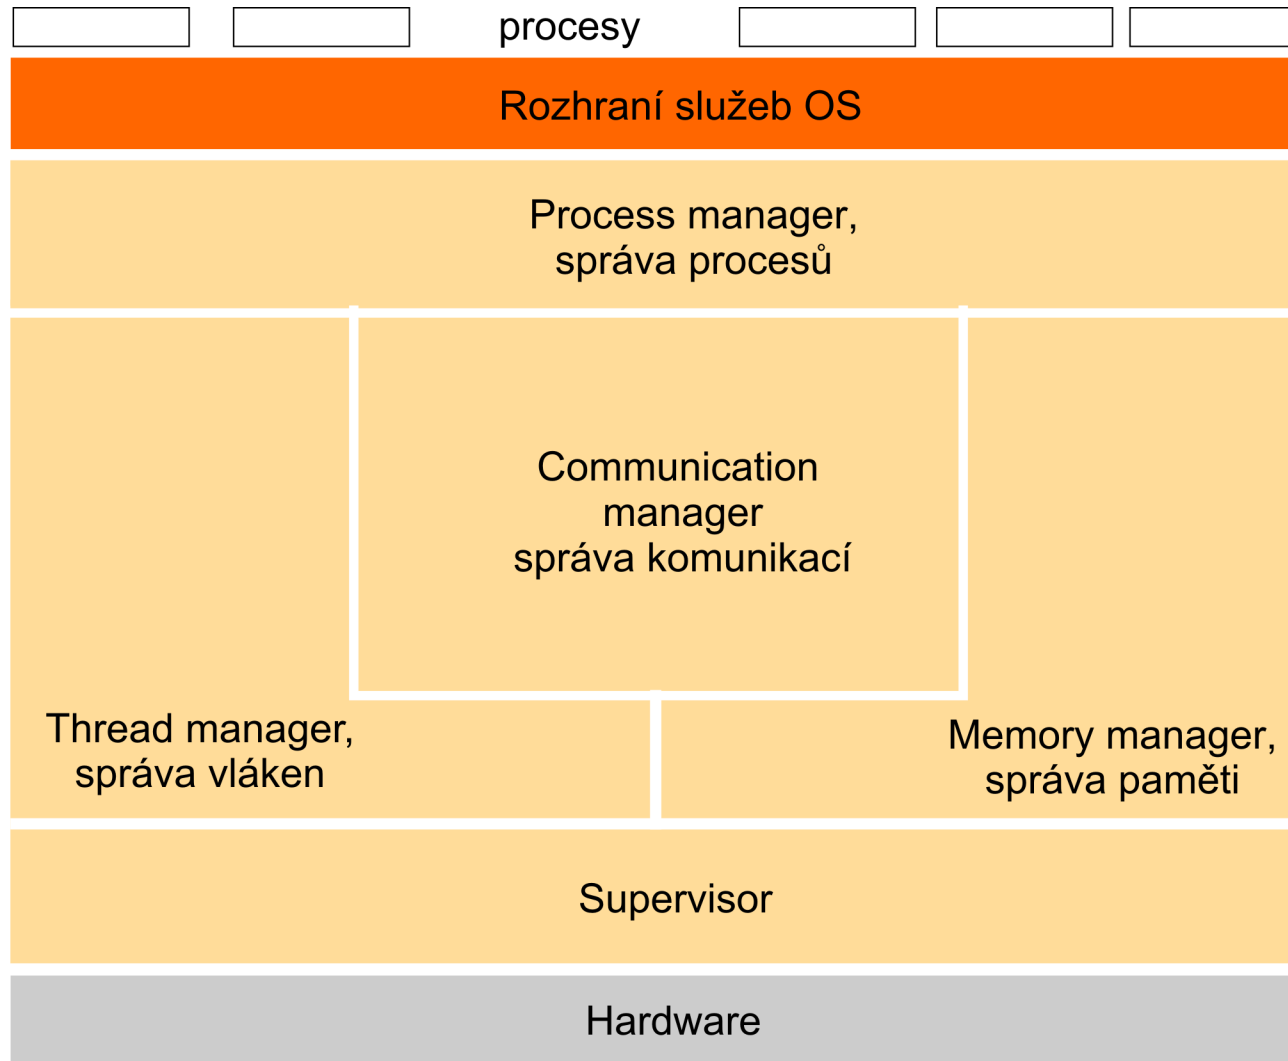 procesy
Rozhraní služeb OS
Process manager,
správa procesů
Communication
manager
správa komunikací
Thread manager,
správa vláken
Memory manager,
správa paměti
Supervisor
Hardware